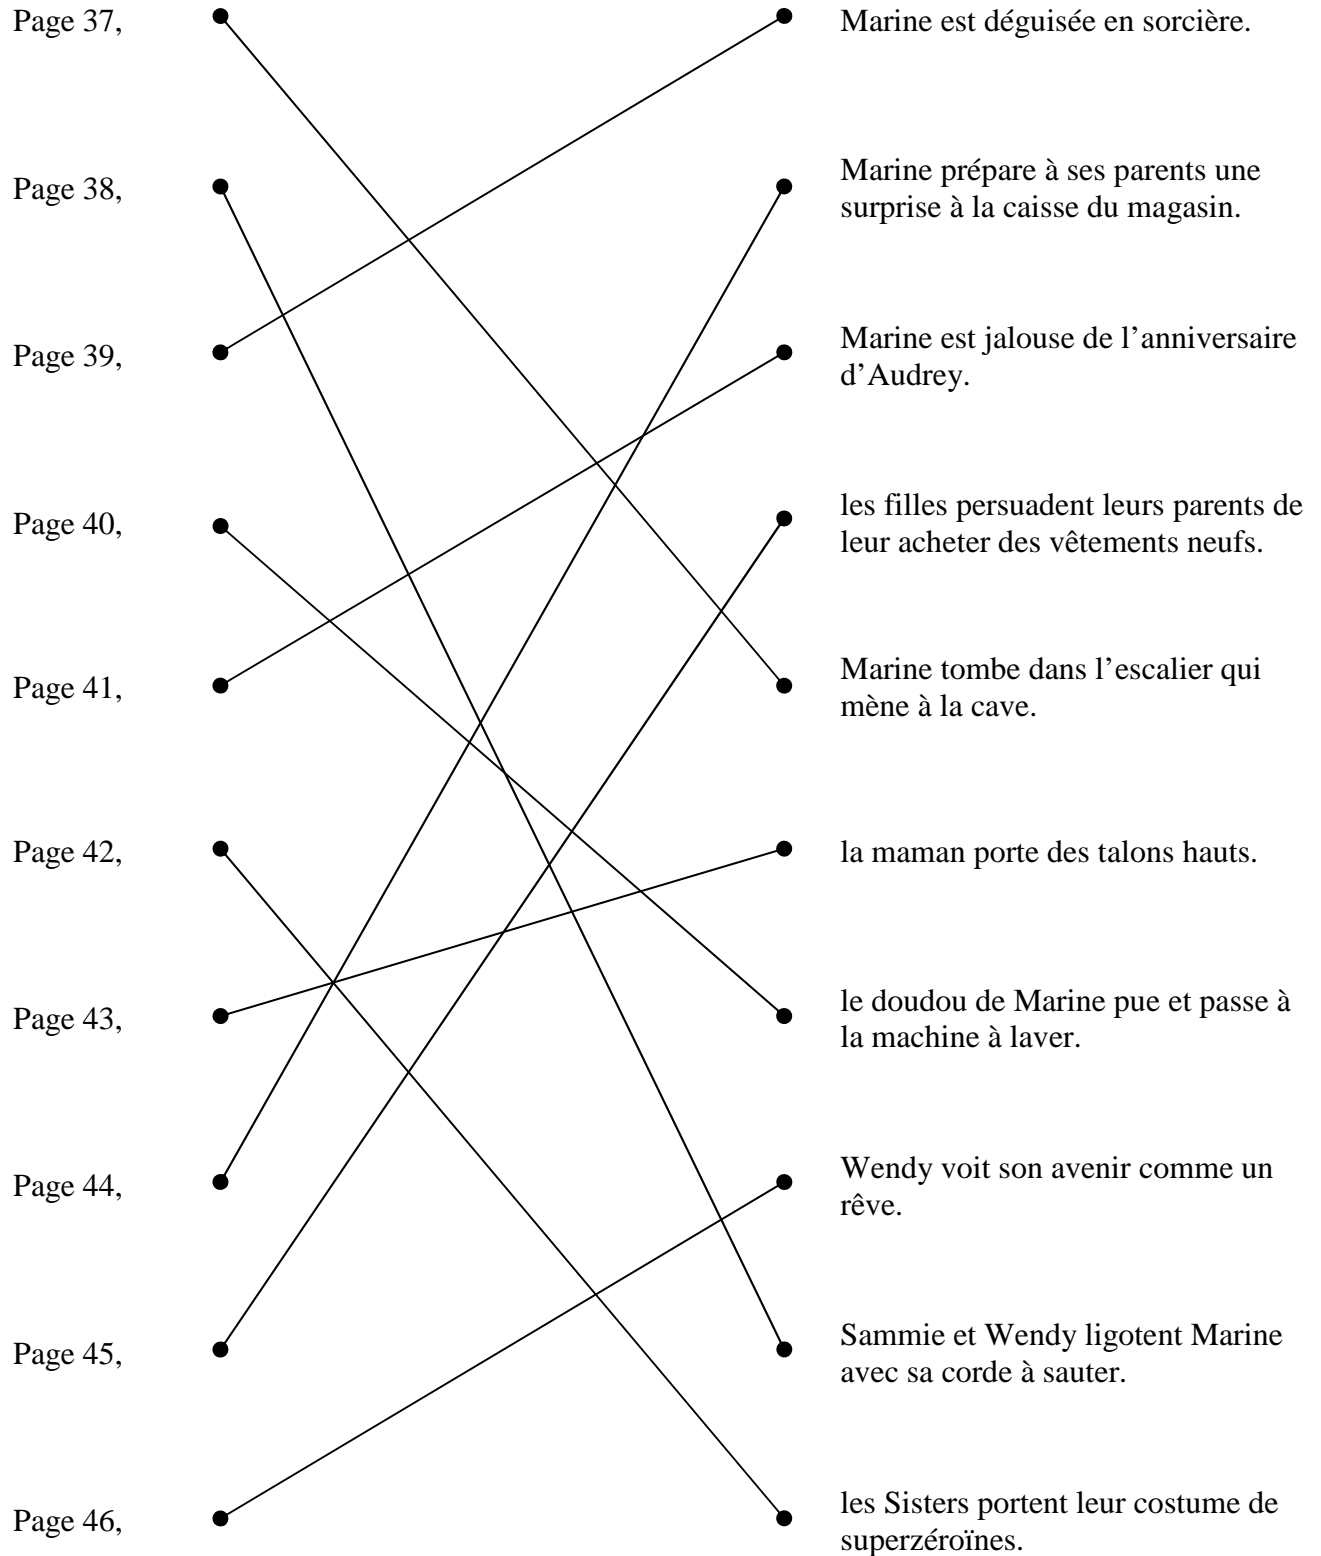 Page 37,
Marine est déguisée en sorcière.
Page 38,
Marine prépare à ses parents une
surprise à la caisse du magasin.
Page 39,
Marine est jalouse de l’anniversaire
d’Audrey.
Page 40,
les filles persuadent leurs parents de
leur acheter des vêtements neufs.
Page 41,
Marine tombe dans l’escalier qui
mène à la cave.
Page 42,
la maman porte des talons hauts.
Page 43,
le doudou de Marine pue et passe à
la machine à laver.
Page 44,
Wendy voit son avenir comme un
rêve.
Page 45,
Sammie et Wendy ligotent Marine
avec sa corde à sauter.
Page 46,
les Sisters portent leur costume de
superzéroïnes.